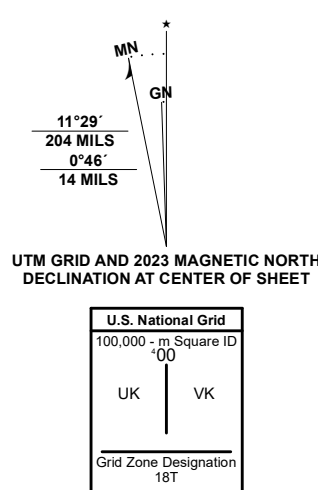 ★
MN
GN
11°29´
204 MILS
0°46´
14 MILS
UTM GRID AND 2023 MAGNETIC NORTH
DECLINATION AT CENTER OF SHEET
U.S. National Grid
100,000 - m Square ID
⁴00
UK VK
Grid Zone Designation
18T